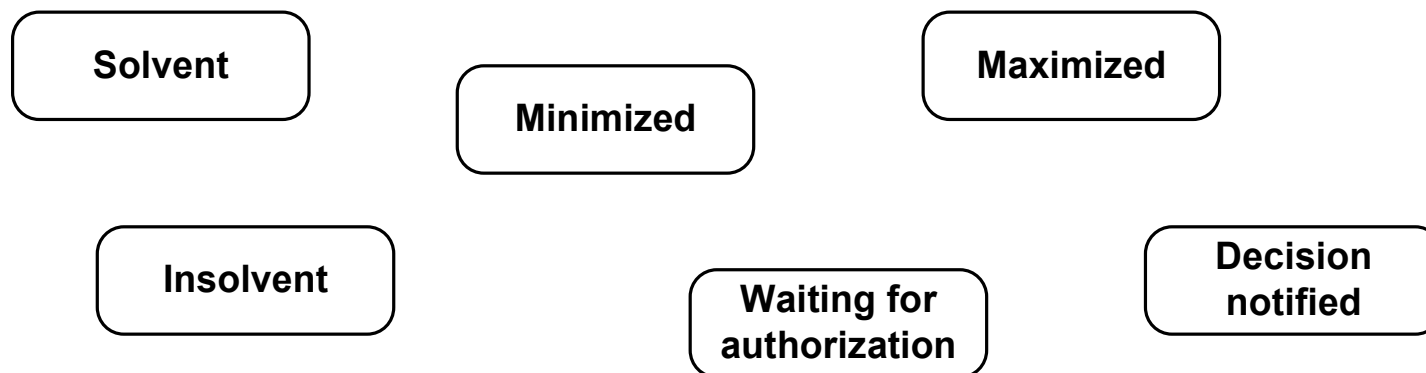 Solvent
Minimized
Maximized
Insolvent
Waiting for
authorization
Decision
notified